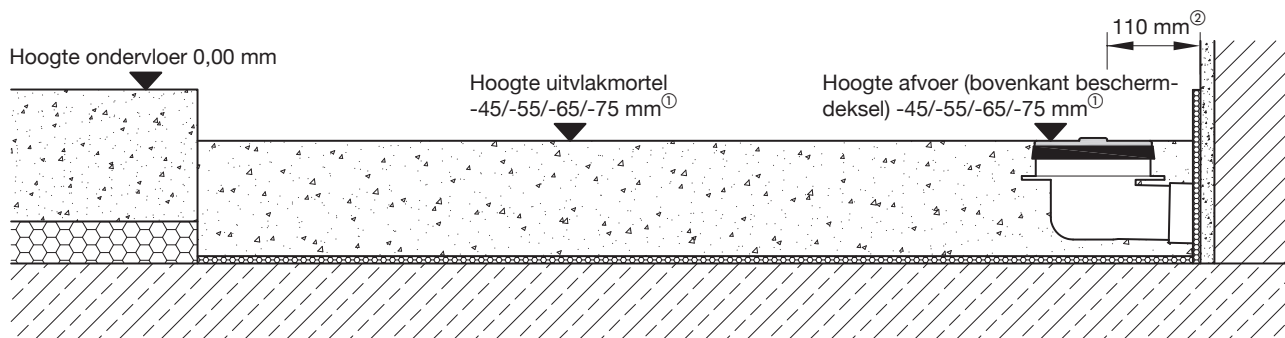 110 mm②
Hoogte ondervloer 0,00 mm
Hoogte uitvlakmortel
-45/-55/-65/-75 mm①
Hoogte afvoer (bovenkant bescherm-
deksel) -45/-55/-65/-75 mm①